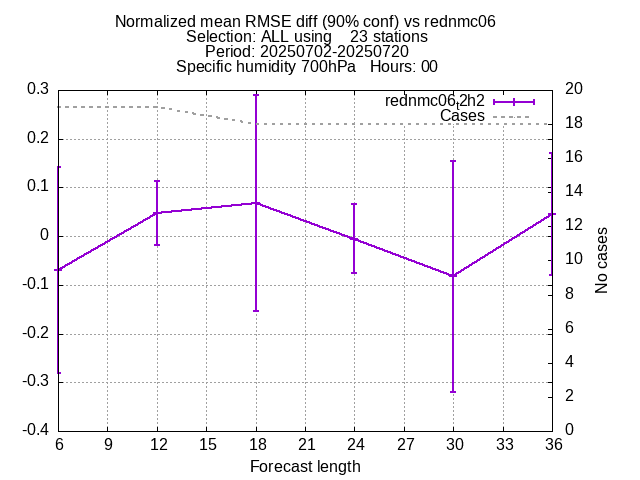 Normalized mean RMSE diff (90% conf) vs rednmc06
Selection: ALL using    23 stations
Period: 20250702-20250720
Specific humidity 700hPa   Hours: 00
rednmc06t2h2
Cases
0.3
0.2
0.1
0
-0.1
-0.2
-0.3
-0.4
20
18
16
14
12
10
8
6
4
2
0
No cases
6 9 12 15 18 21 24 27 30 33 36
Forecast length